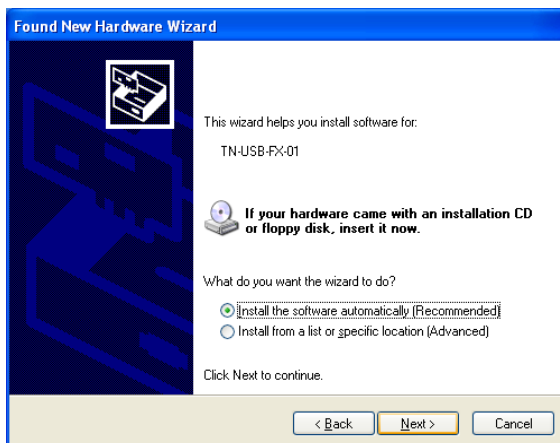 Found New Hardware Wizard
This wizard helps you install software for:
TN-USB-FX-01
If your hardware came with an installation CD
or floppy disk, insert it now.
What do you want the wizard to do?
Install the software automatically (Recommended)
Install from a list or specific location (Advanced)
Click Next to continue.
< Back
Next >
Cancel